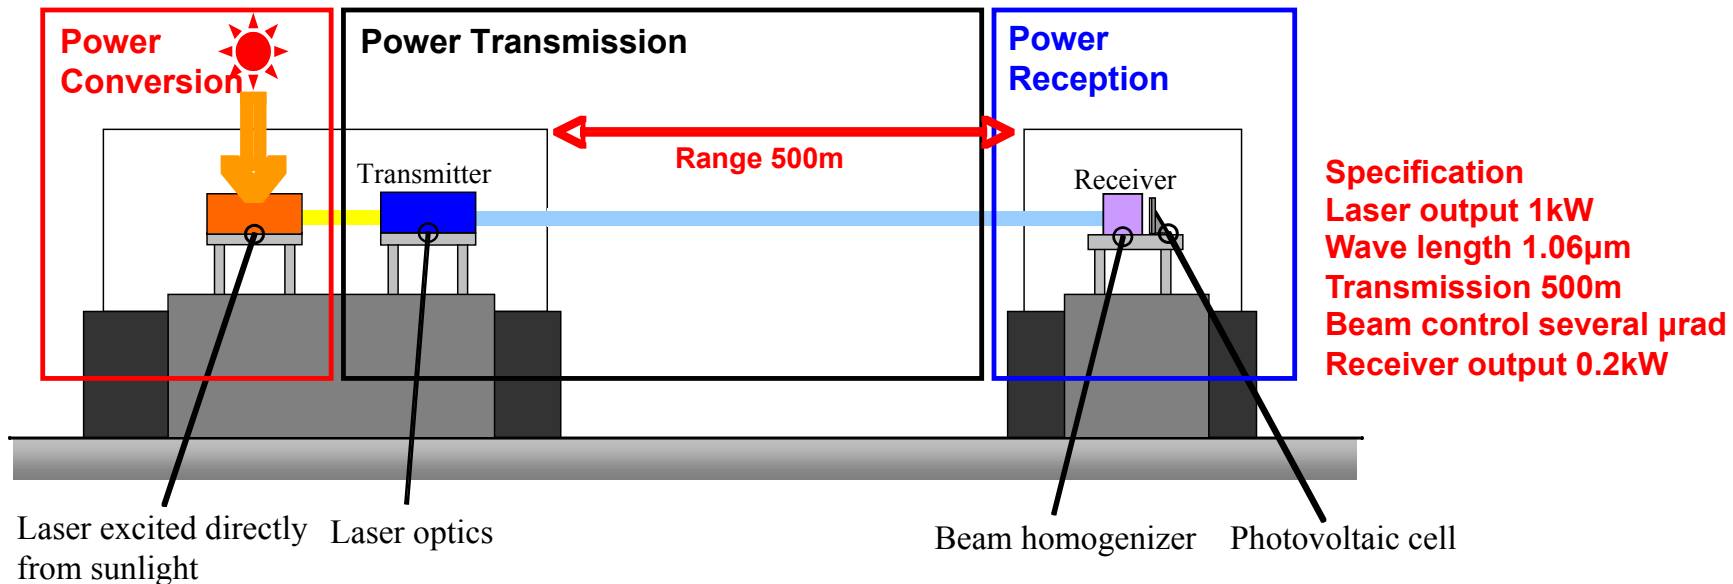 Power
Conversion
Power Transmission
Power
Reception
Range 500m
Transmitter
Receiver
Specification
Laser output 1kW
Wave length 1.06µm
Transmission 500m
Beam control several µrad
Receiver output 0.2kW
Laser excited directly
from sunlight
Laser optics
Beam homogenizer
Photovoltaic cell